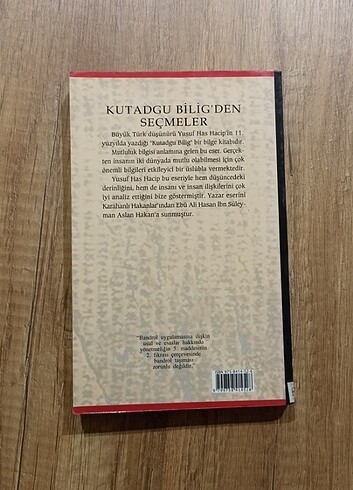 KUTADGU BİLİG'DEN
SEÇMELER
Büyük Türk düşünürü Yusuf Has Hacip'in 11.
yüzyılda yazdığı "Kutadgu Bilig" bir bilge kitabıdır.
Mutluluk bilgisi anlamına gelen bu eser. Gerçek-
ten insanın iki dünyada mutlu olabilmesi için çok
önemli bilgileri etkileyici bir üslûbla vermektedir.
Yusuf Has Hacip bu eseriyle hem düşüncedeki
derinliğini, hem de insanı ve insan ilişkilerini çok
iyi analiz ettiğini bize göstermiştir. Yazar eserini
Karahanlı Hakanlar'ından Ebû Ali Hasan İbn Süley-
man Aslan Hakan'a sunmuştur.
"Bandrol uygulamasına ilişkin
usul ve esaslar hakkında
yönetmeliğin 5. maddesinin
2. fıkrası çerçevesinde
bandrol taşıması
zorunlu değildir."